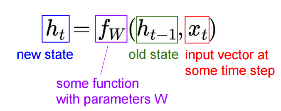 h_t = f_W(h_{t-1}, x_t)
new state
old state
input vector at
some time step
some function
with parameters W